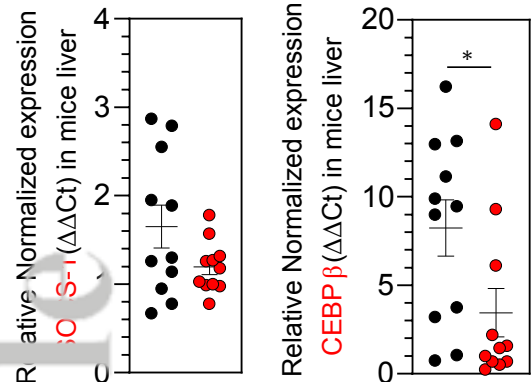 Relative Normalized expression
(ΔΔCt) in mice liver
4
3
2
0
Relative Normalized expression
CEBP β (ΔΔCt) in mice liver
20
15
10
5
0
*